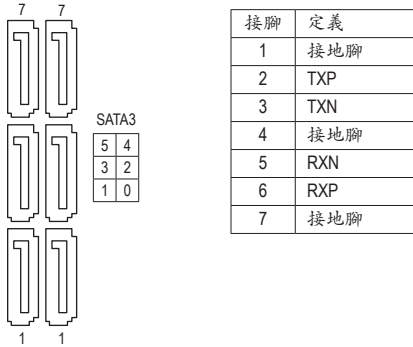 7 7
SATA3
5 4
3 2
1 0
1 1
接腳 定義
1 接地腳
2 TXP
3 TXN
4 接地腳
5 RXN
6 RXP
7 接地腳